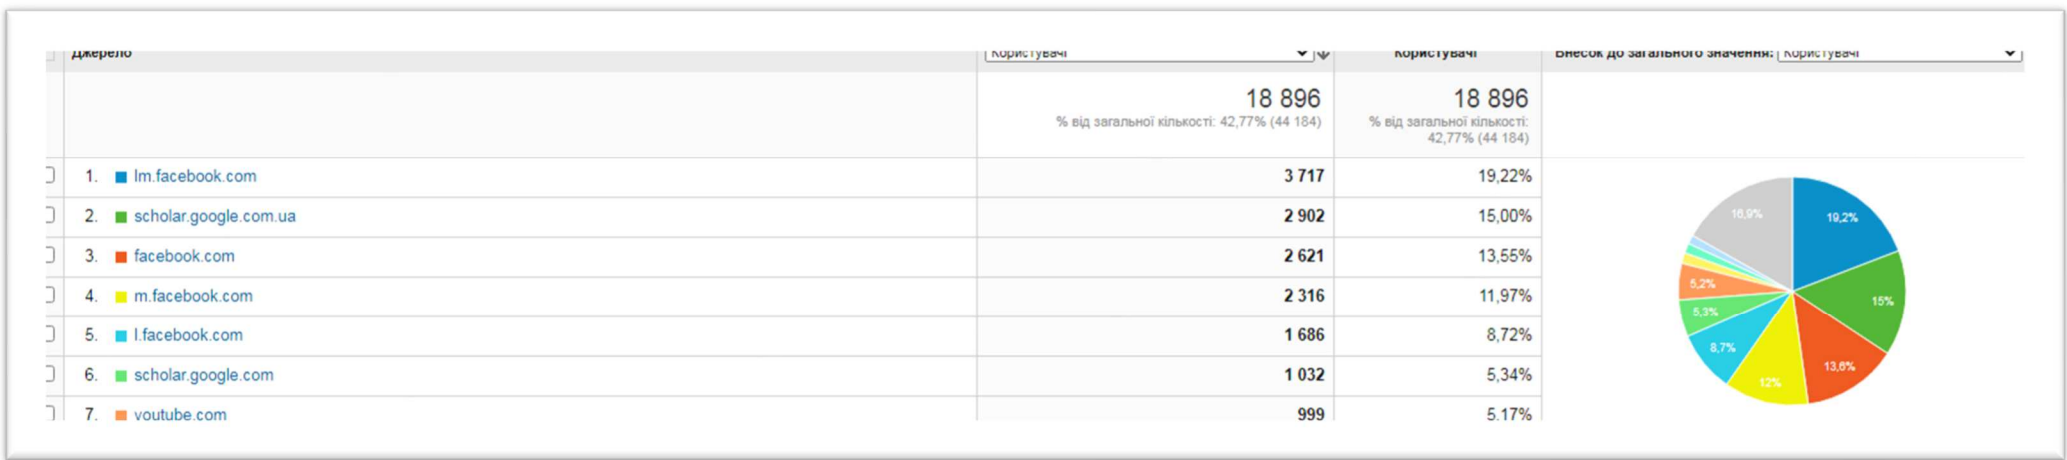 Джерело Користувачі Користувачі Внесок до загального значення: Користувачі
18 896 18 896
% від загальної кількості: 42,77% (44 184) % від загальної кількості:
42,77% (44 184)
1. lm.facebook.com 3 717 19,22%
2. scholar.google.com.ua 2 902 15,00%
3. facebook.com 2 621 13,55%
4. m.facebook.com 2 316 11,97%
5. l.facebook.com 1 686 8,72%
6. scholar.google.com 1 032 5,34%
7. youtube.com 999 5,17%
16,9% 19,2%
5,2% 15%
5,3%
8,7% 13,6%
12%